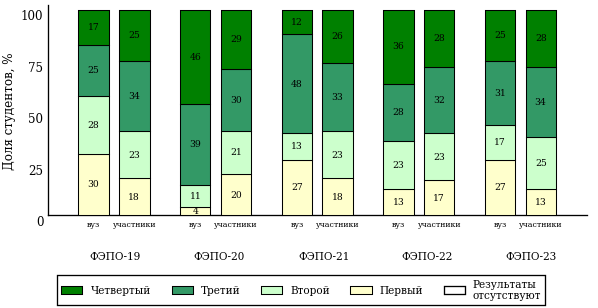 Доля студентов, %
100
75
50
25
0
17 25 46 29 12 26 36 28 25 28
25 34 39 30 48 33 28 32 31 34
28 23 11 21 13 23 23 23 17 25
30 18 4 20 27 18 13 17 27 13
вуз участники вуз участники вуз участники вуз участники вуз участники
ФЭПО-19 ФЭПО-20 ФЭПО-21 ФЭПО-22 ФЭПО-23
Четвертый Третий Второй Первый Результаты
отсутствуют